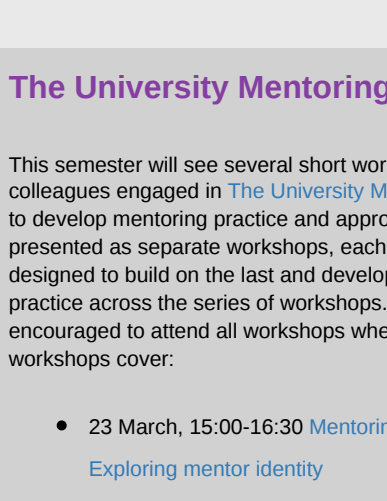 The University Mentoring
This semester will see several short wor
colleagues engaged in The University M
to develop mentoring practice and appro
presented as separate workshops, each
designed to build on the last and develop
practice across the series of workshops.
encouraged to attend all workshops whe
workshops cover:
• 23 March, 15:00-16:30 Mentorin
Exploring mentor identity